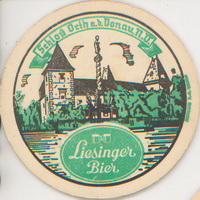 Schloß Orth a.d. Donau, N.Ö.
Liesinger
Bier